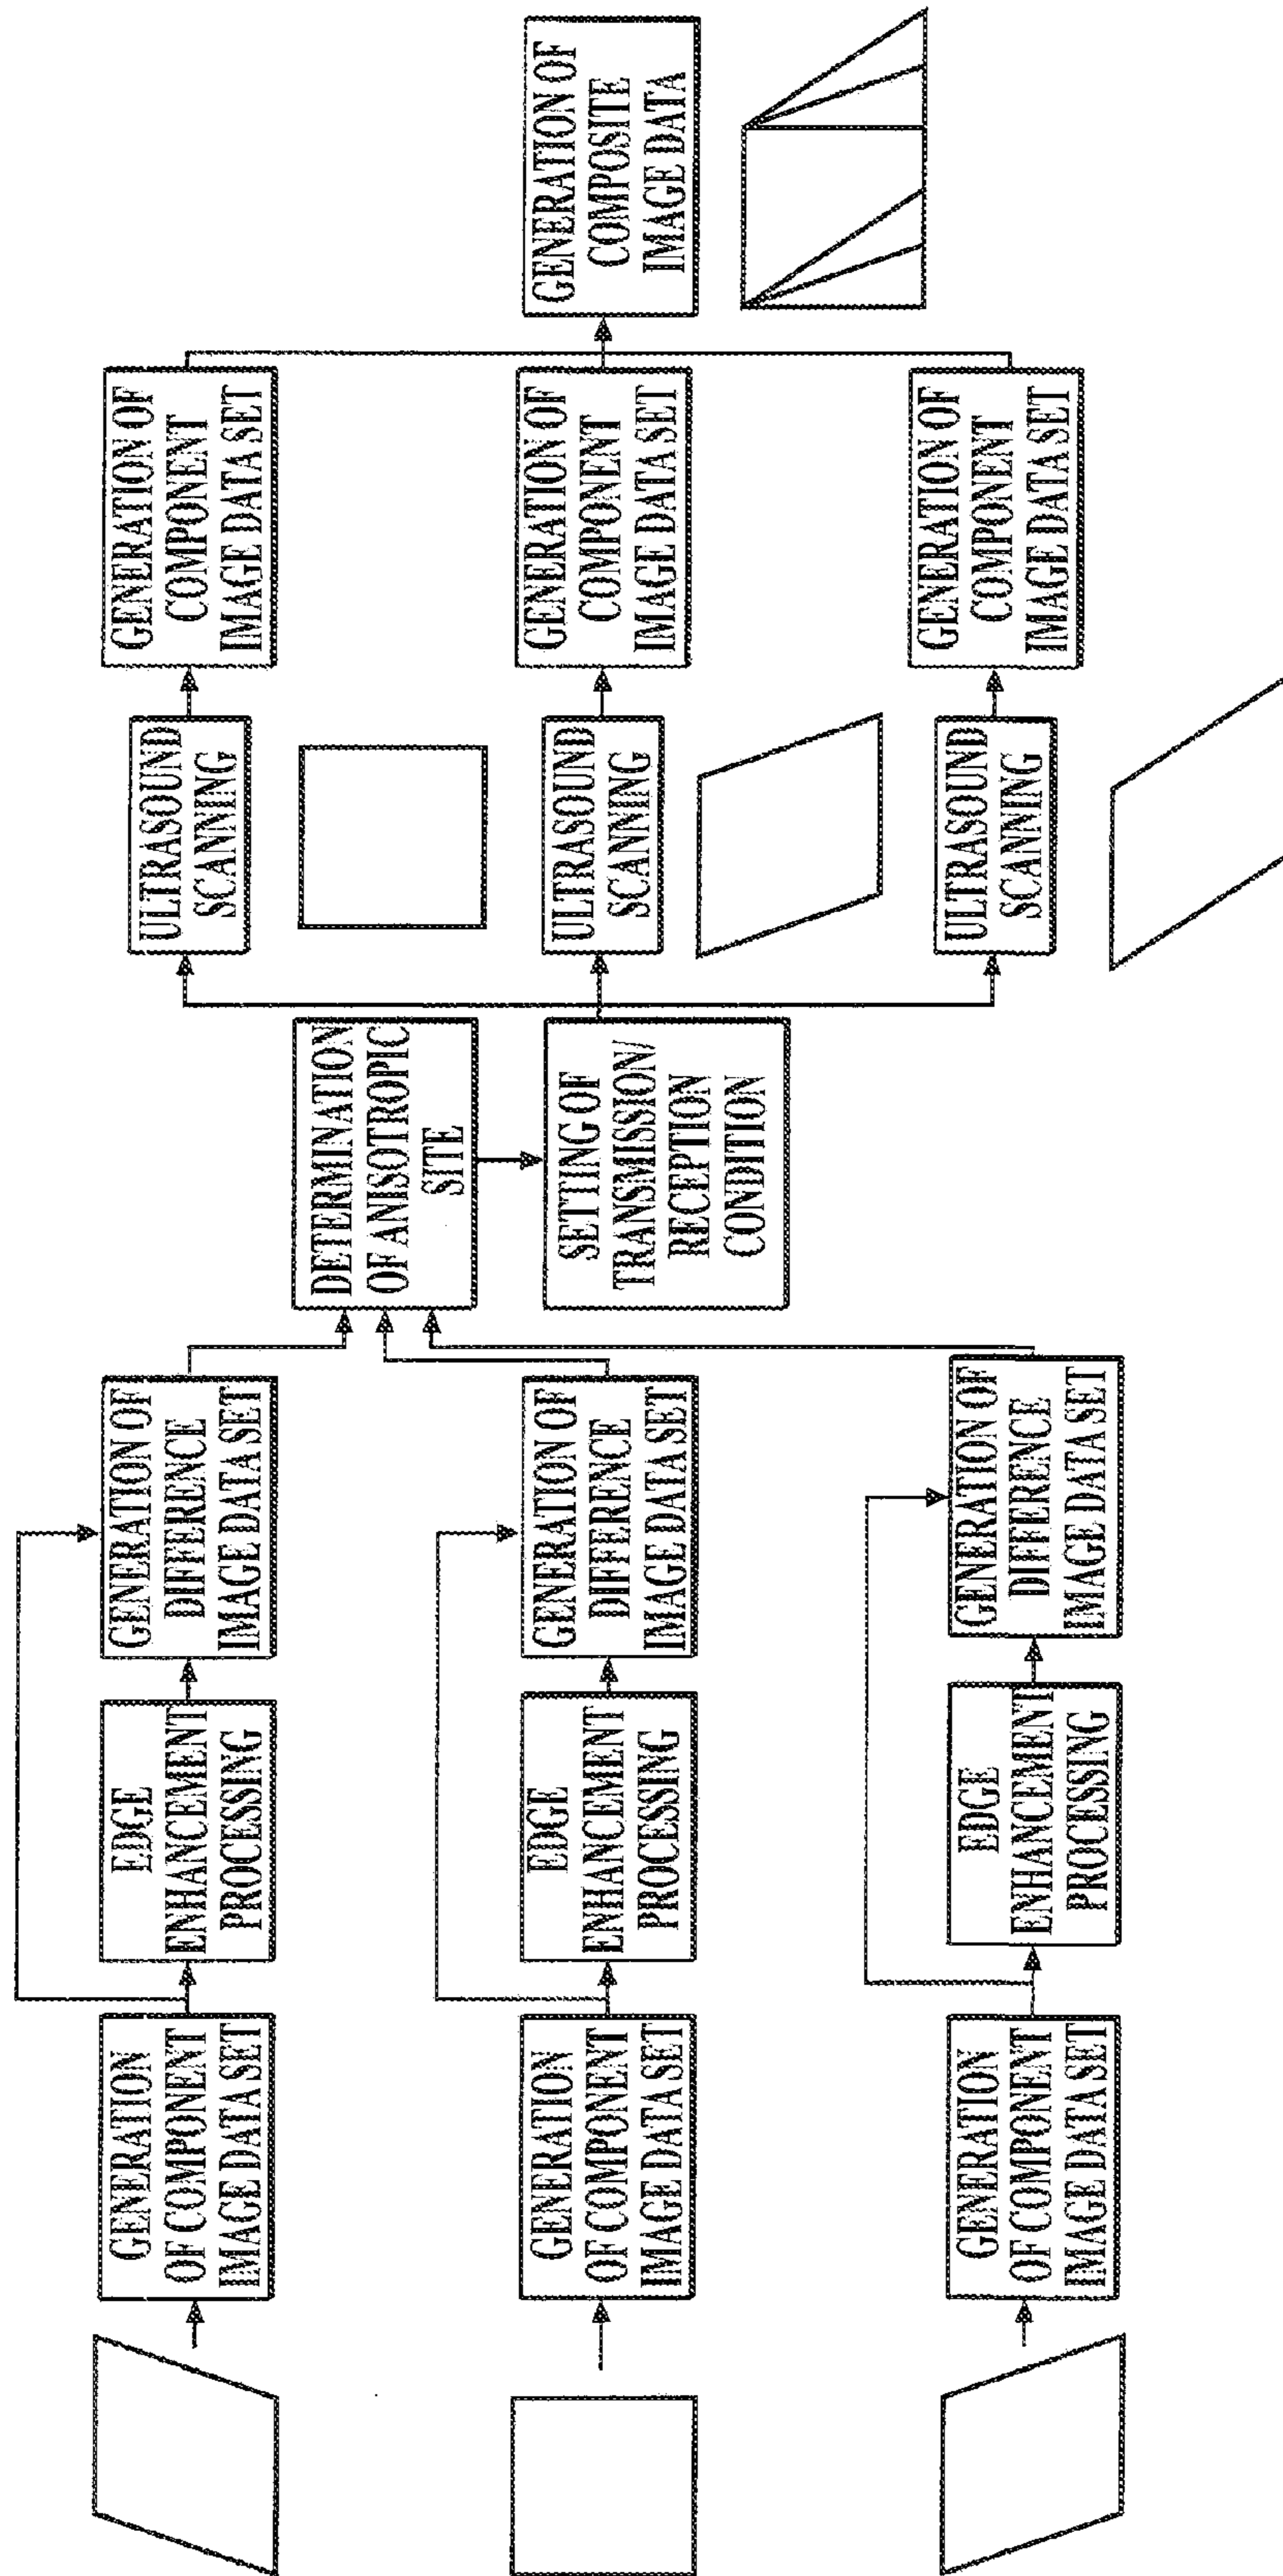 GENERATION
OF COMPONENT
IMAGE DATA SET
EDGE
ENHANCEMENT
PROCESSING
GENERATION OF
DIFFERENCE
IMAGE DATA SET
GENERATION
OF COMPONENT
IMAGE DATA SET
EDGE
ENHANCEMENT
PROCESSING
GENERATION OF
DIFFERENCE
IMAGE DATA SET
GENERATION
OF COMPONENT
IMAGE DATA SET
EDGE
ENHANCEMENT
PROCESSING
GENERATION OF
DIFFERENCE
IMAGE DATA SET
DETERMINATION
OF ANISOTROPIC
SITE
SETTING OF
TRANSMISSION/
RECEPTION
CONDITION
ULTRASOUND
SCANNING
GENERATION OF
COMPONENT
IMAGE DATA SET
ULTRASOUND
SCANNING
GENERATION OF
COMPONENT
IMAGE DATA SET
ULTRASOUND
SCANNING
GENERATION OF
COMPONENT
IMAGE DATA SET
GENERATION OF
COMPOSITE
IMAGE DATA